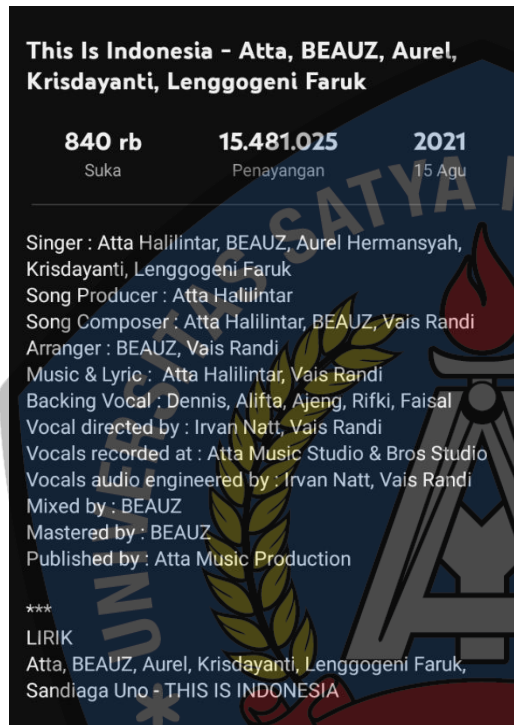 This Is Indonesia - Atta, BEAUZ, Aurel,
Krisdayanti, Lenggogeni Faruk
840 rb 15.481.025 2021
Suka Penayangan 15 Agu
Singer : Atta Halilintar, BEAUZ, Aurel Hermansyah,
Krisdayanti, Lenggogeni Faruk
Song Producer : Atta Halilintar
Song Composer : Atta Halilintar, BEAUZ, Vais Randi
Arranger : BEAUZ, Vais Randi
Music & Lyric : Atta Halilintar, Vais Randi
Backing Vocal : Dennis, Alifta, Ajeng, Rifki, Faisal
Vocal directed by : Irvan Natt, Vais Randi
Vocals recorded at : Atta Music Studio & Bros Studio
Vocals audio engineered by : Irvan Natt, Vais Randi
Mixed by : BEAUZ
Mastered by : BEAUZ
Published by : Atta Music Production
***
LIRIK
Atta, BEAUZ, Aurel, Krisdayanti, Lenggogeni Faruk,
Sandiaga Uno - THIS IS INDONESIA
* UNIVERSITAS SATYA